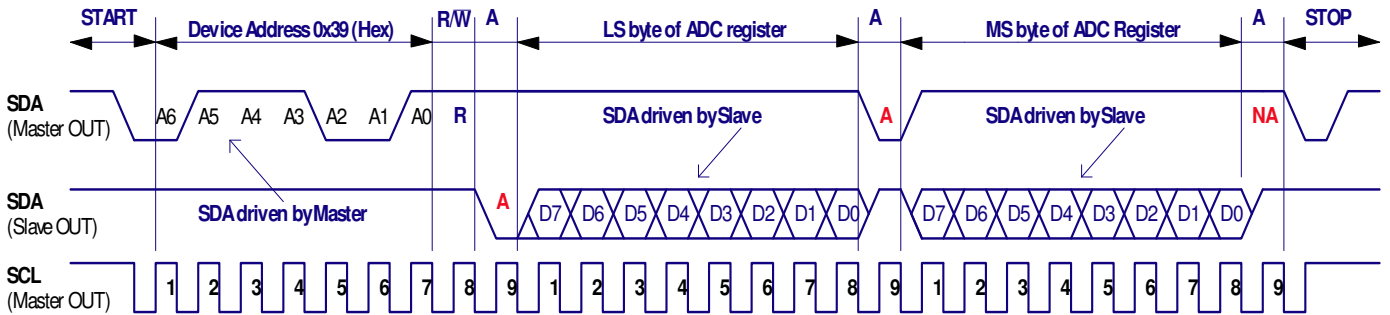 START Device Address 0x39 (Hex) R/W A LS byte of ADC register A MS byte of ADC Register A STOP
SDA
(Master OUT)
A6 A5 A4 A3 A2 A1 A0 R SDA driven by Slave A SDA driven by Slave NA
SDA
(Slave OUT)
SDA driven by Master A D7 D6 D5 D4 D3 D2 D1 D0 D7 D6 D5 D4 D3 D2 D1 D0
SCL
(Master OUT)
1 2 3 4 5 6 7 8 9 1 2 3 4 5 6 7 8 9 1 2 3 4 5 6 7 8 9